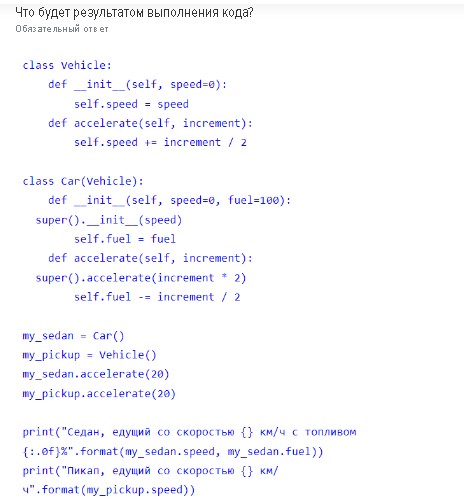 Что будет результатом выполнения кода?
Обязательный ответ
class Vehicle:
    def __init__(self, speed=0):
        self.speed = speed
    def accelerate(self, increment):
        self.speed += increment / 2

class Car(Vehicle):
    def __init__(self, speed=0, fuel=100):
  super().__init__(speed)
        self.fuel = fuel
    def accelerate(self, increment):
  super().accelerate(increment * 2)
        self.fuel -= increment / 2

my_sedan = Car()
my_pickup = Vehicle()
my_sedan.accelerate(20)
my_pickup.accelerate(20)

print("Седан, едущий со скоростью {} км/ч с топливом
{:.0f}%".format(my_sedan.speed, my_sedan.fuel))
print("Пикап, едущий со скоростью {} км/
ч".format(my_pickup.speed))